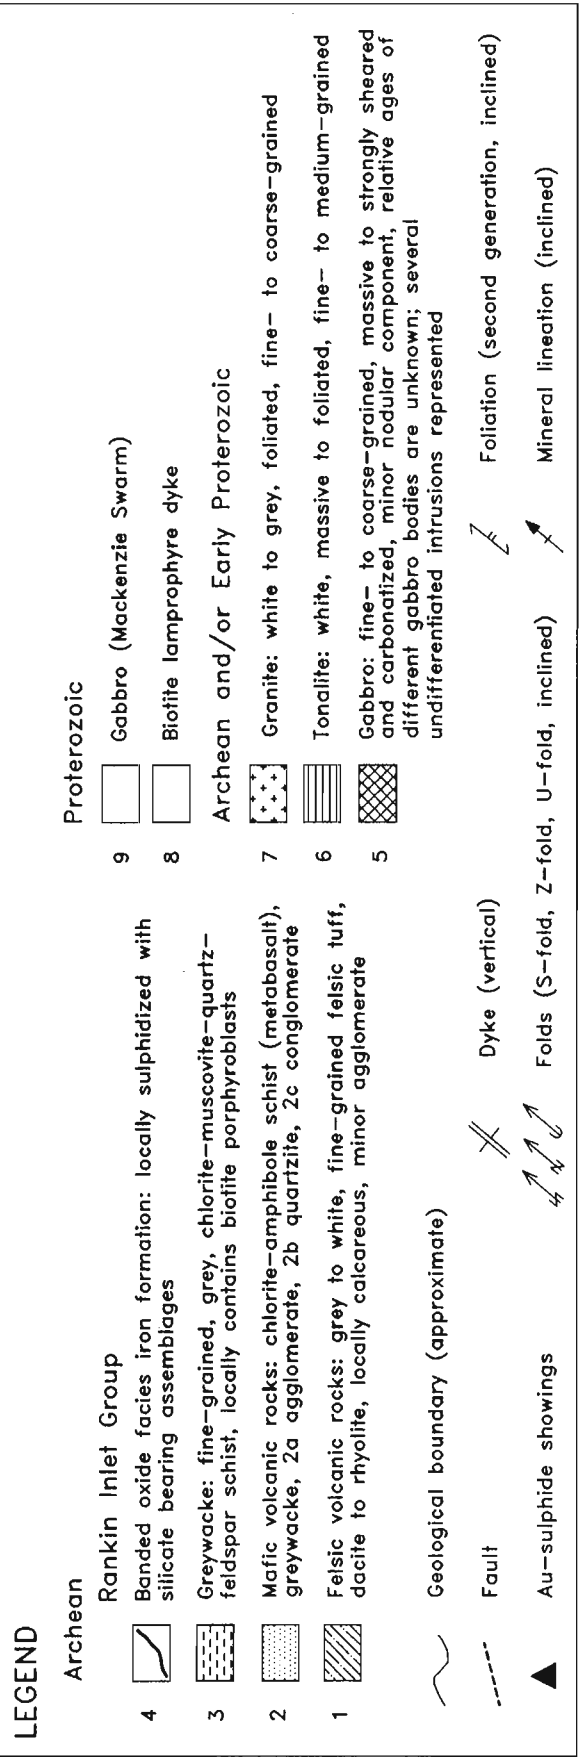 LEGEND
Archean
Rankin Inlet Group
4 Banded oxide facies iron formation: locally sulphidized with
silicate bearing assemblages
3 Greywacke: fine-grained, grey, chlorite-muscovite-quartz-
feldspar schist, locally contains biotite porphyroblasts
2 Mafic volcanic rocks: chlorite-amphibole schist (metabasalt),
greywacke, 2a agglomerate, 2b quartzite, 2c conglomerate
1 Felsic volcanic rocks: grey to white, fine-grained felsic tuff,
dacite to rhyolite, locally calcareous, minor agglomerate
Proterozoic
9 Gabbro (Mackenzie Swarm)
8 Biotite lamprophyre dyke
Archean and/or Early Proterozoic
7 Granite: white to grey, foliated, fine- to coarse-grained
6 Tonalite: white, massive to foliated, fine- to medium-grained
5 Gabbro: fine- to coarse-grained, massive to strongly sheared
and carbonatized, minor nodular component, relative ages of
different gabbro bodies are unknown; several
undifferentiated intrusions represented
Geological boundary (approximate)
Fault
Dyke (vertical)
Foliation (second generation, inclined)
Au-sulphide showings
Folds (S-fold, Z-fold, U-fold, inclined)
Mineral lineation (inclined)